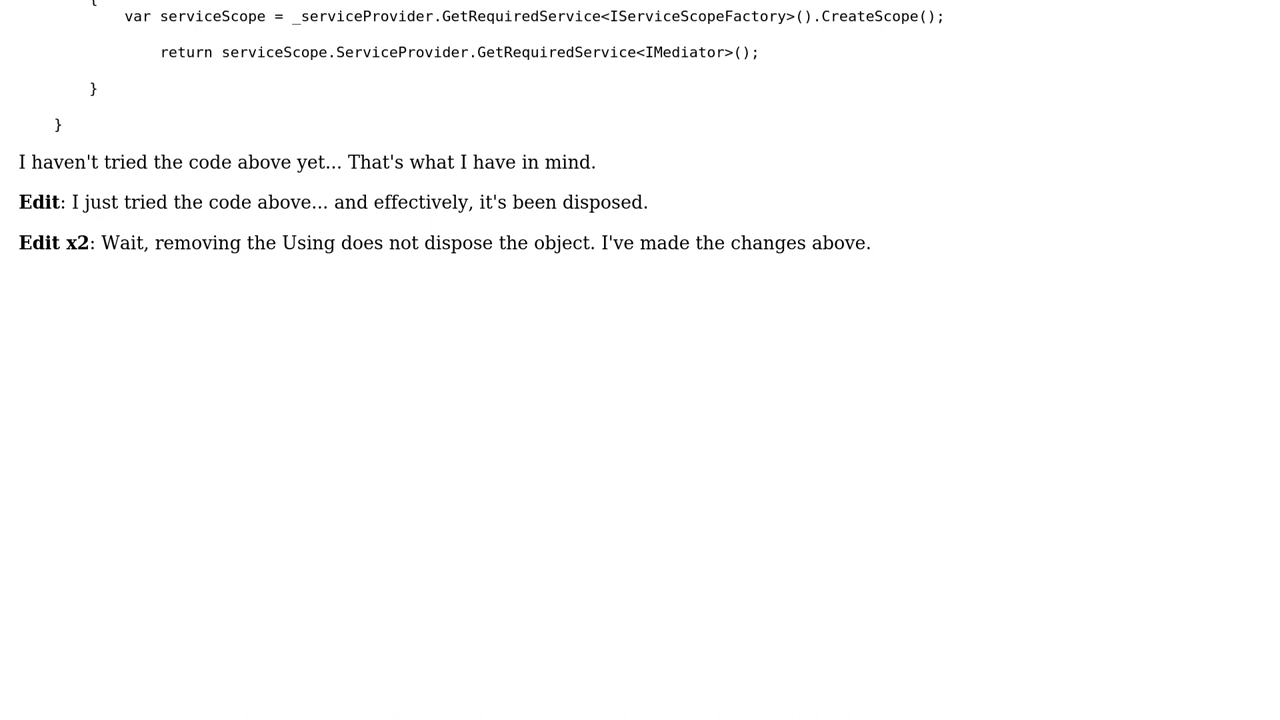 {
var serviceScope = _serviceProvider.GetRequiredService<IServiceScopeFactory>().CreateScope();
return serviceScope.ServiceProvider.GetRequiredService<IMediator>();
}
}
I haven't tried the code above yet... That's what I have in mind.
Edit: I just tried the code above... and effectively, it's been disposed.
Edit x2: Wait, removing the Using does not dispose the object. I've made the changes above.